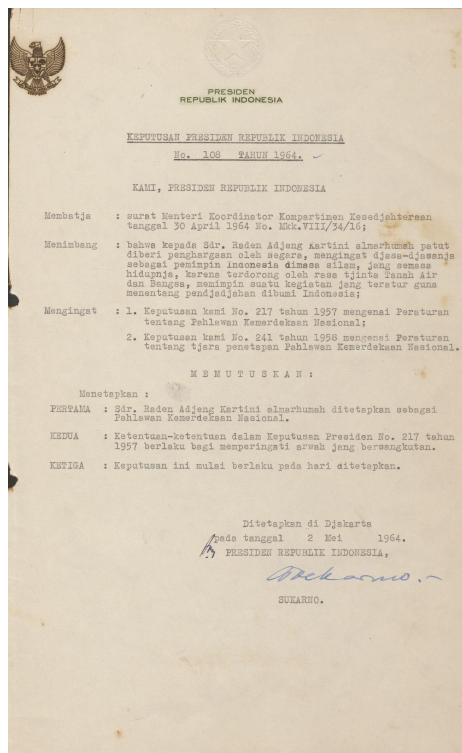 PRESIDEN
REPUBLIK INDONESIA
KEPUTUSAN PRESIDEN REPUBLIK INDONESIA
No. 108 TAHUN 1964.
KAMI, PRESIDEN REPUBLIK INDONESIA
Membatja : surat Menteri Koordinator Kompartimen Kesedjahteraan
tanggal 30 April 1964 No. Mkk.VIII/34/16;
Menimbang : bahwa kepada Sdr. Raden Adjeng Kartini almarhumah patut
diberi penghargaan oleh negara, mengingat djasa-djasanja
sebagai pemimpin Indonesia dimasa silam, jang semasa
hidupnja, karena terdorong oleh rasa tjinta Tanah Air
dan Bangsa, memimpin suatu kegiatan jang teratur guna
menentang pendjadjahan dibumi Indonesia;
Mengingat : 1. Keputusan kami No. 217 tahun 1957 mengenai Peraturan
tentang Pahlawan Kemerdekaan Nasional;
2. Keputusan kami No. 241 tahun 1958 mengenai Peraturan
tentang tjara penetapan Pahlawan Kemerdekaan Nasional.
M E M U T U S K A N :
Menetapkan :
PERTAMA : Sdr. Raden Adjeng Kartini almarhumah ditetapkan sebagai
Pahlawan Kemerdekaan Nasional.
KEDUA : Ketentuan-ketentuan dalam Keputusan Presiden No. 217 tahun
1957 berlaku bagi memperingati arwah jang bersangkutan.
KETIGA : Keputusan ini mulai berlaku pada hari ditetapkan.
Ditetapkan di Djakarta
pada tanggal 2 Mei 1964.
PRESIDEN REPUBLIK INDONESIA,
Soekarno.-
SUKARNO.